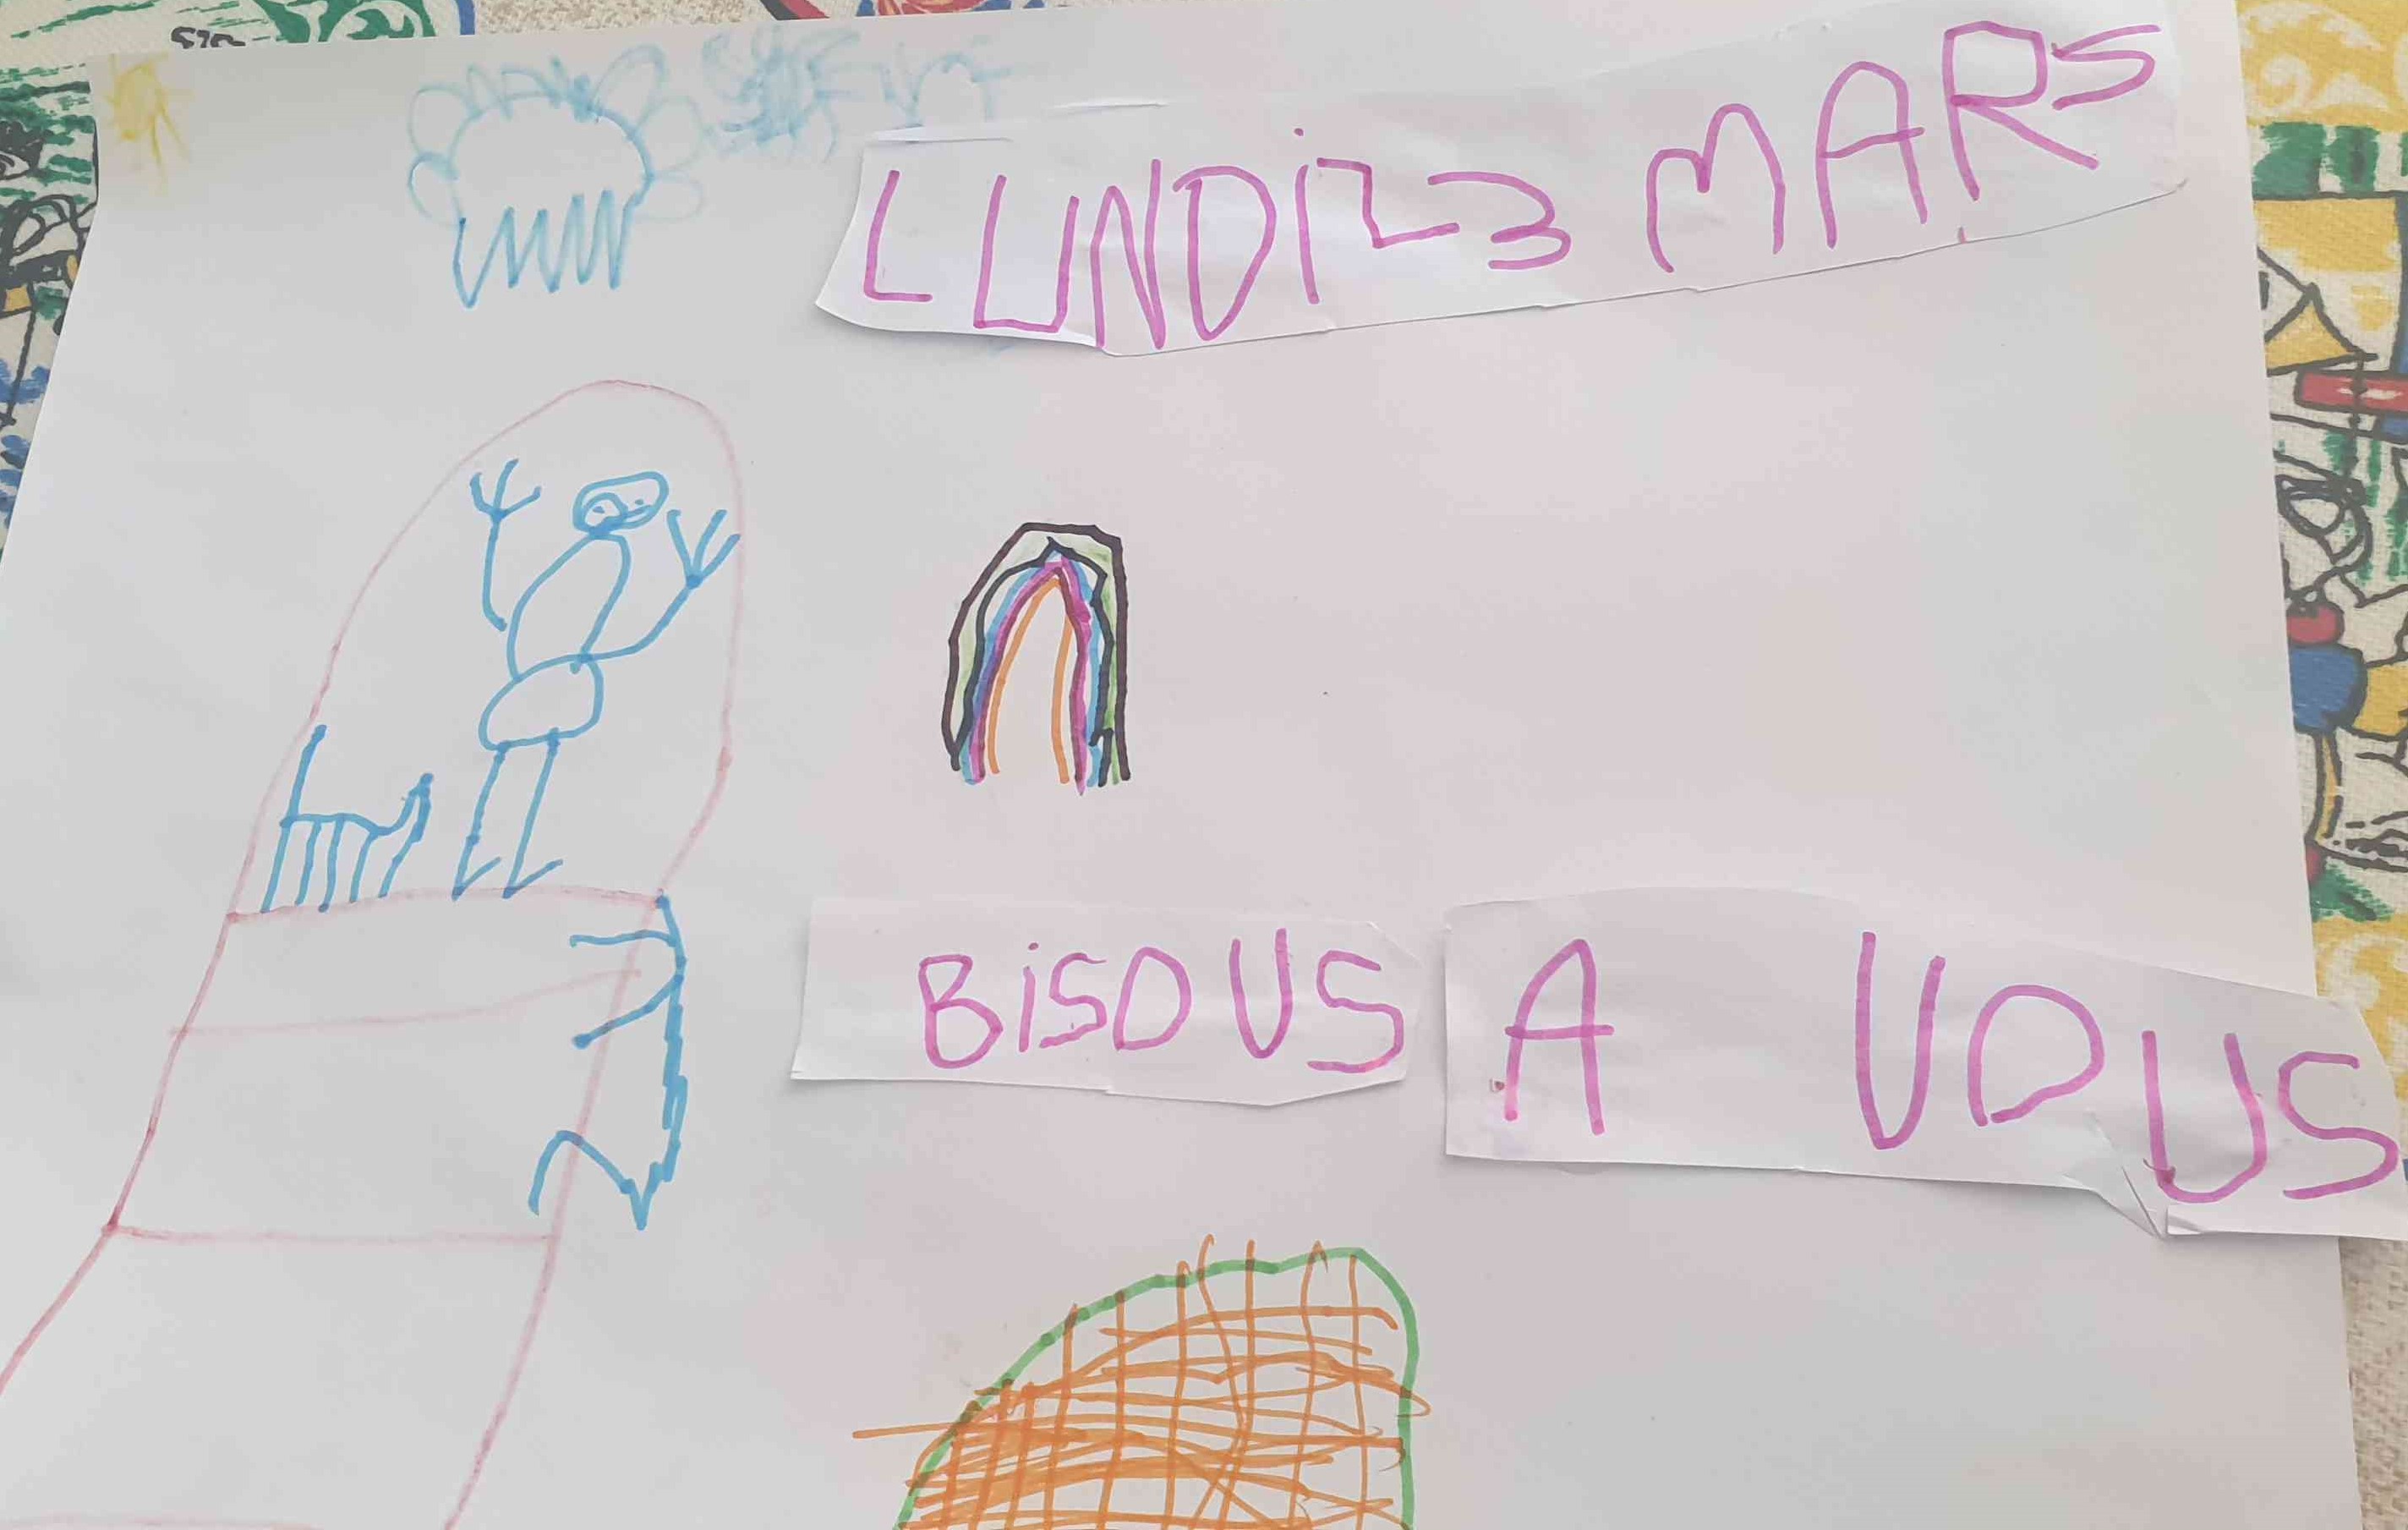 LUNDi 23 MARS
BiSOUS A VOUS